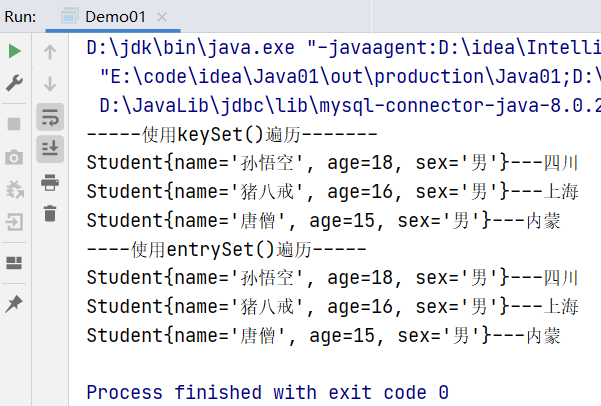 Run: Demo01
D:\jdk\bin\java.exe "-javaagent:D:\idea\Intelli
"E:\code\idea\Java01\out\production\Java01;D:\
D:\JavaLib\jdbc\lib\mysql-connector-java-8.0.2
-----使用keySet()遍历-------
Student{name='孙悟空', age=18, sex='男'}---四川
Student{name='猪八戒', age=16, sex='男'}---上海
Student{name='唐僧', age=15, sex='男'}---内蒙
----使用entrySet()遍历-----
Student{name='孙悟空', age=18, sex='男'}---四川
Student{name='猪八戒', age=16, sex='男'}---上海
Student{name='唐僧', age=15, sex='男'}---内蒙
Process finished with exit code 0